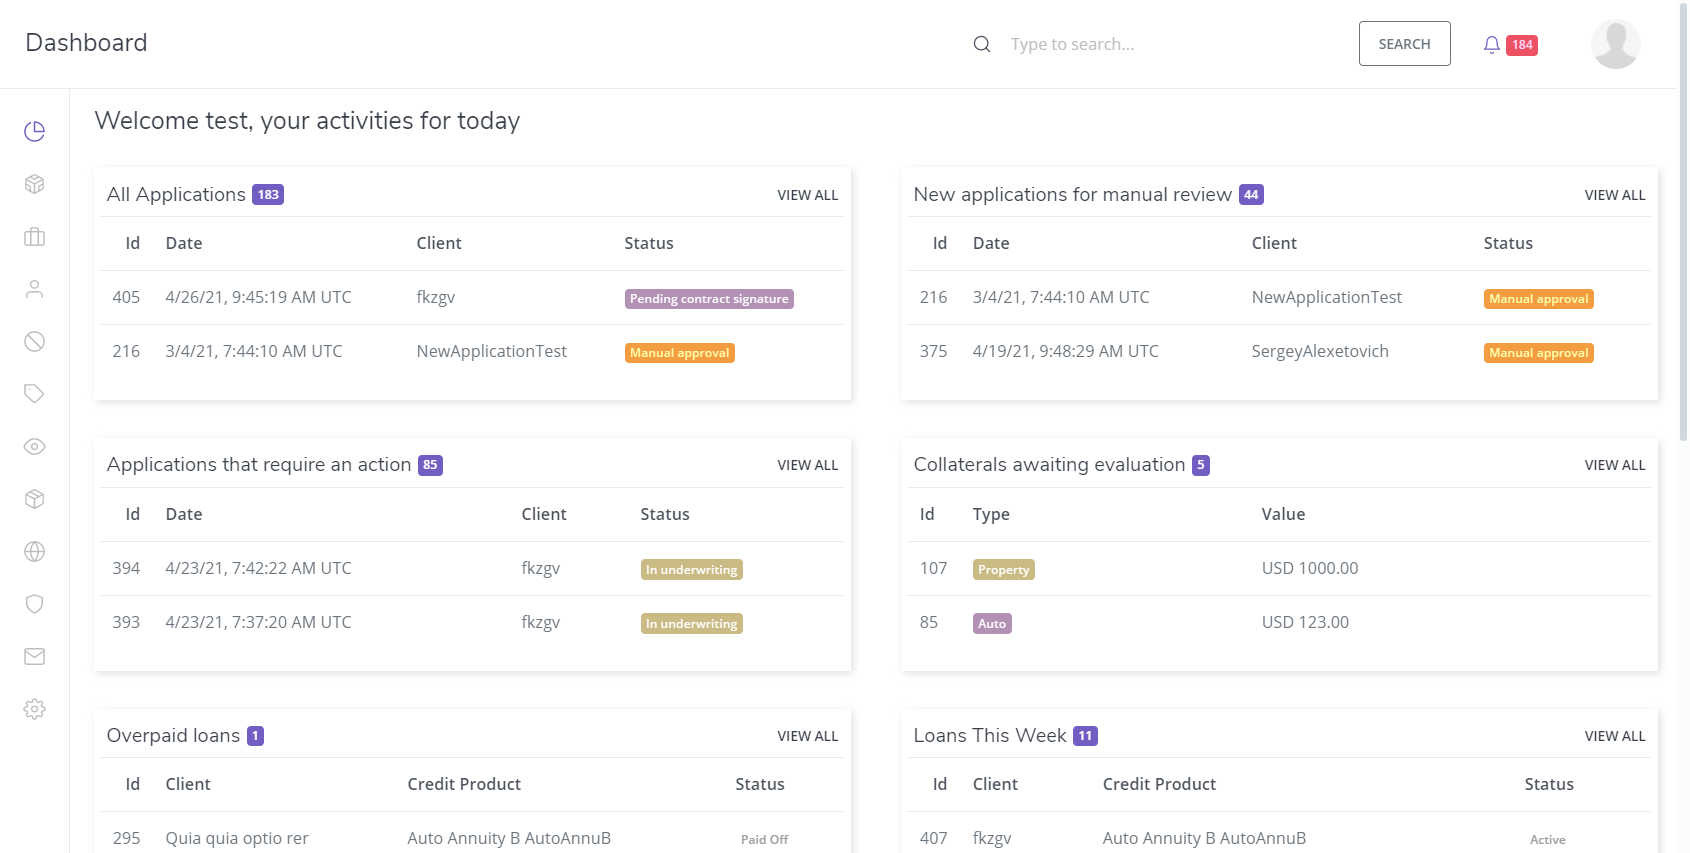 Dashboard
Type to search...
SEARCH
184
Welcome test, your activities for today
All Applications 183 VIEW ALL
Id Date Client Status
405 4/26/21, 9:45:19 AM UTC fkzgv Pending contract signature
216 3/4/21, 7:44:10 AM UTC NewApplicationTest Manual approval
New applications for manual review 44 VIEW ALL
Id Date Client Status
216 3/4/21, 7:44:10 AM UTC NewApplicationTest Manual approval
375 4/19/21, 9:48:29 AM UTC SergeyAlexetovich Manual approval
Applications that require an action 85 VIEW ALL
Id Date Client Status
394 4/23/21, 7:42:22 AM UTC fkzgv In underwriting
393 4/23/21, 7:37:20 AM UTC fkzgv In underwriting
Collaterals awaiting evaluation 5 VIEW ALL
Id Type Value
107 Property USD 1000.00
85 Auto USD 123.00
Overpaid loans 1 VIEW ALL
Id Client Credit Product Status
295 Quia quia optio rer Auto Annuity B AutoAnnuB Paid Off
Loans This Week 11 VIEW ALL
Id Client Credit Product Status
407 fkzgv Auto Annuity B AutoAnnuB Active